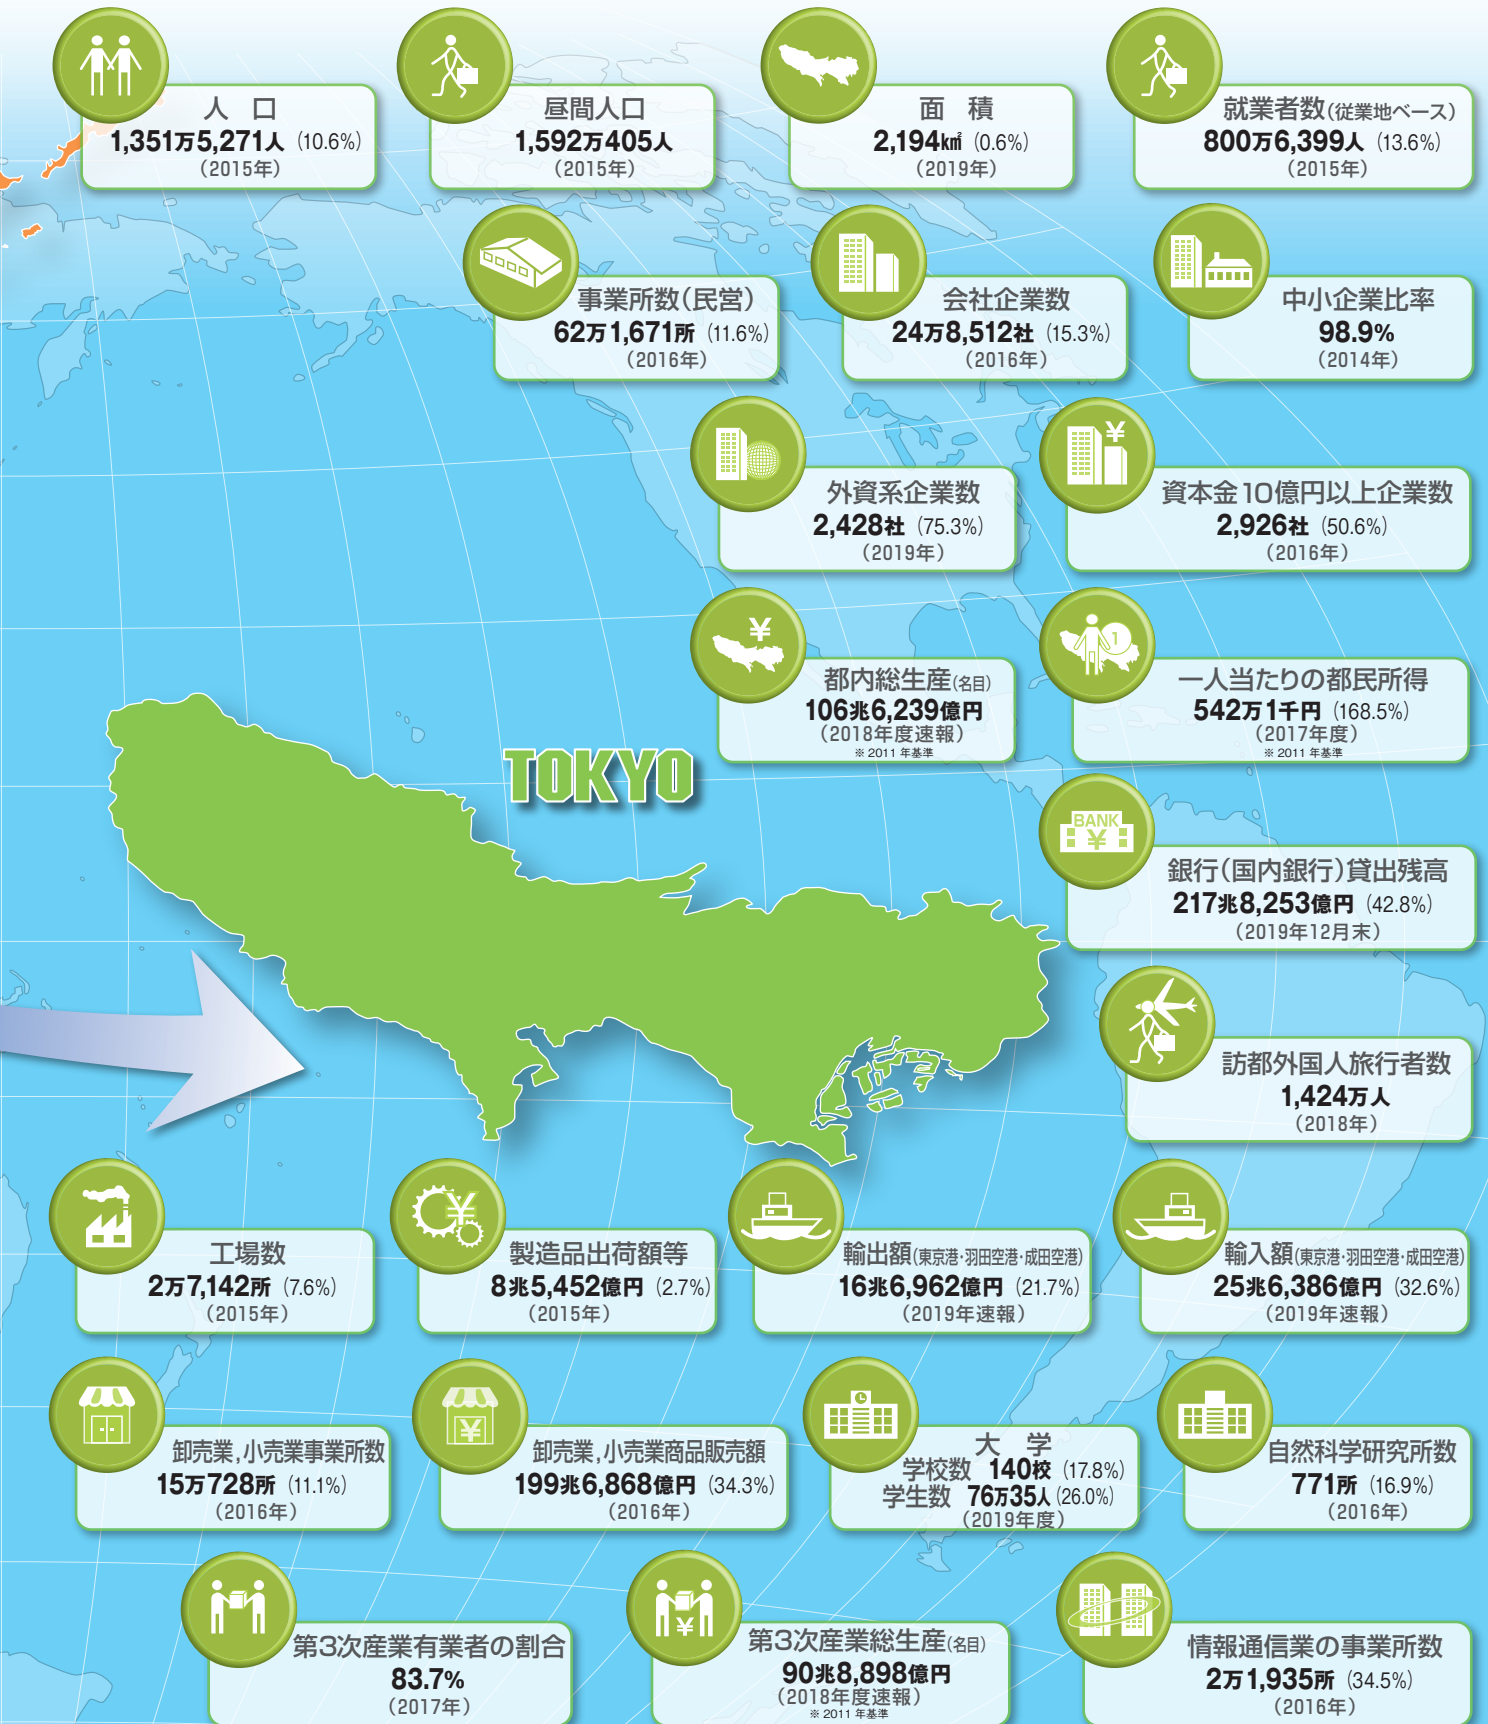 人　口
1,351万5,271人（10.6%）
（2015年）
昼間人口
1,592万405人
（2015年）
面　積
2,194㎢（0.6%）
（2019年）
就業者数（従業地ベース）
800万6,399人（13.6%）
（2015年）
事業所数（民営）
62万1,671所（11.6%）
（2016年）
会社企業数
24万8,512社（15.3%）
（2016年）
中小企業比率
98.9%
（2014年）
外資系企業数
2,428社（75.3%）
（2019年）
¥
資本金10億円以上企業数
2,926社（50.6%）
（2016年）
¥
都内総生産（名目）
106兆6,239億円
（2018年度速報）
※ 2011 年基準
1
一人当たりの都民所得
542万1千円（168.5%）
（2017年度）
※ 2011 年基準
TOKYO
BANK
¥
銀行（国内銀行）貸出残高
217兆8,253億円（42.8%）
（2019年12月末）
訪都外国人旅行者数
1,424万人
（2018年）
工場数
2万7,142所（7.6%）
（2015年）
¥
製造品出荷額等
8兆5,452億円（2.7%）
（2015年）
輸出額（東京港・羽田空港・成田空港）
16兆6,962億円（21.7%）
（2019年速報）
輸入額（東京港・羽田空港・成田空港）
25兆6,386億円（32.6%）
（2019年速報）
卸売業，小売業事業所数
15万728所（11.1%）
（2016年）
¥
卸売業，小売業商品販売額
199兆6,868億円（34.3%）
（2016年）
大　学
学校数　140校（17.8%）
学生数　76万35人（26.0%）
（2019年度）
自然科学研究所数
771所（16.9%）
（2016年）
第3次産業有業者の割合
83.7%
（2017年）
¥
第3次産業総生産（名目）
90兆8,898億円
（2018年度速報）
※ 2011 年基準
情報通信業の事業所数
2万1,935所（34.5%）
（2016年）